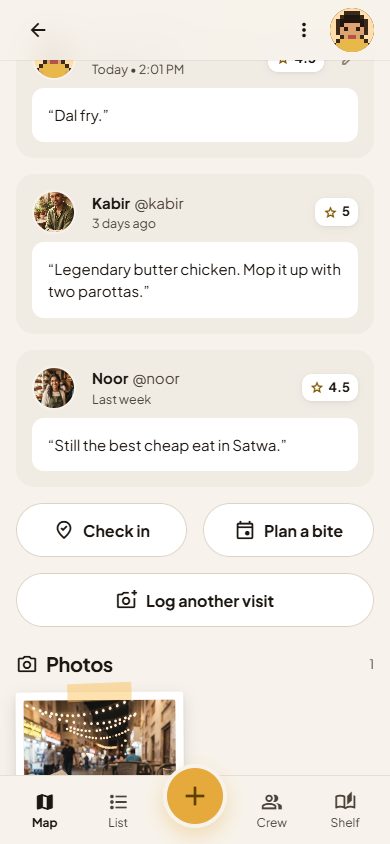 Today • 2:01 PM
4.5
“Dal fry.”
Kabir @kabir
3 days ago
5
“Legendary butter chicken. Mop it up with
two parottas.”
Noor @noor
Last week
4.5
“Still the best cheap eat in Satwa.”
Check in
Plan a bite
Log another visit
Photos
1
Map
List
Crew
Shelf